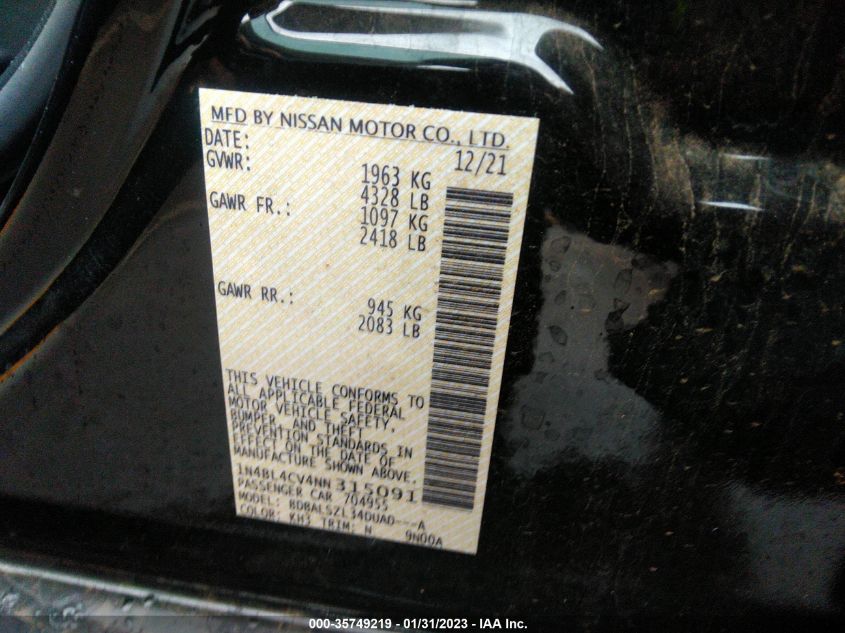 MFD BY NISSAN MOTOR CO., LTD.
DATE: 12/21
GVWR: 1963 KG
4328 LB
GAWR FR.: 1097 KG
2418 LB
GAWR RR.: 945 KG
2083 LB
THIS VEHICLE CONFORMS TO
ALL APPLICABLE FEDERAL
MOTOR VEHICLE SAFETY,
BUMPER, AND THEFT
PREVENTION STANDARDS IN
EFFECT ON THE DATE OF
MANUFACTURE SHOWN ABOVE.
1N4BL4CV4NN315091
PASSENGER CAR 704955
MODEL: BDBALSZL34DUAD---A
COLOR: KH3 TRIM: N 9N00A
000-35749219 - 01/31/2023 - IAA Inc.